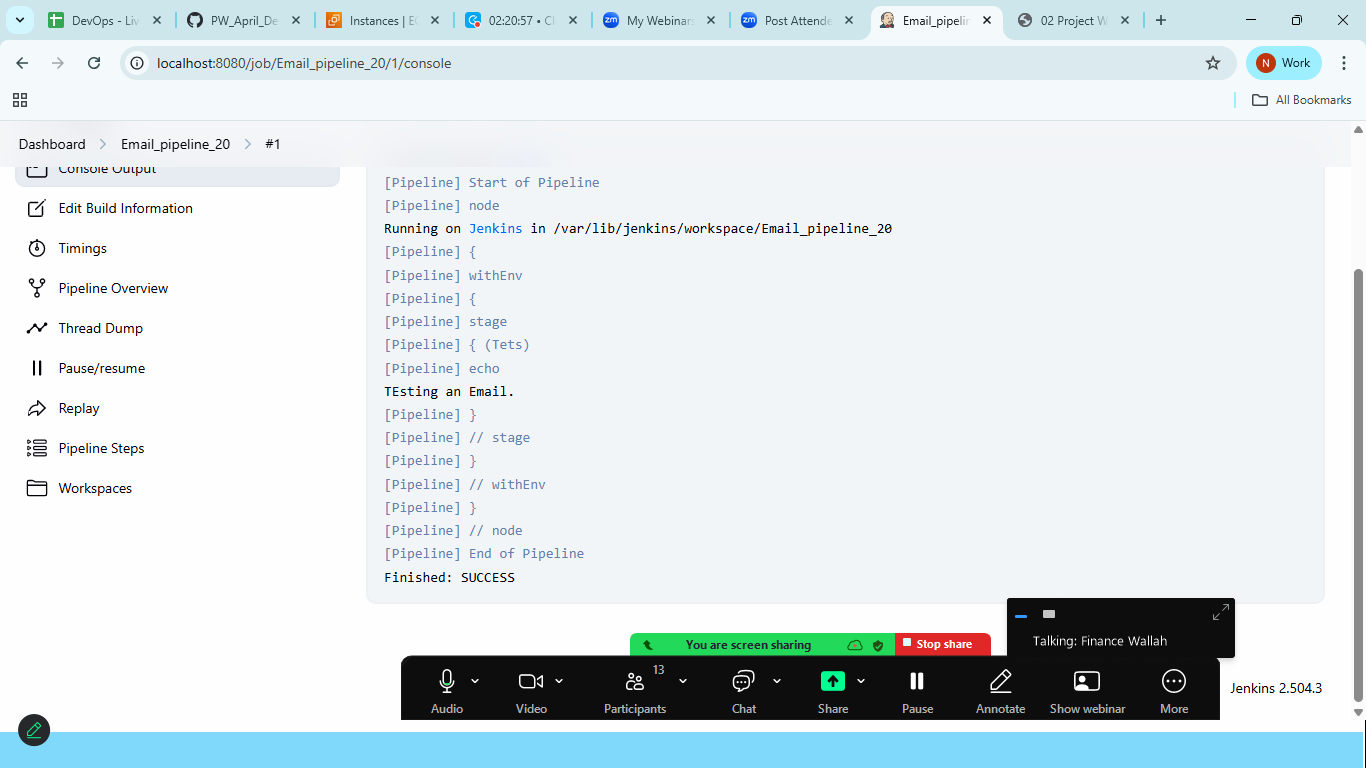 DevOps - Liv
PW_April_De
Instances | EC
02:20:57 • Cl
My Webinar
Post Attende
Email_pipelin
02 Project W
localhost:8080/job/Email_pipeline_20/1/console
N Work
All Bookmarks
Dashboard Email_pipeline_20 #1
Console Output
Edit Build Information
Timings
Pipeline Overview
Thread Dump
Pause/resume
Replay
Pipeline Steps
Workspaces
[Pipeline] Start of Pipeline
[Pipeline] node
Running on Jenkins in /var/lib/jenkins/workspace/Email_pipeline_20
[Pipeline] {
[Pipeline] withEnv
[Pipeline] {
[Pipeline] stage
[Pipeline] { (Tets)
[Pipeline] echo
TEsting an Email.
[Pipeline] }
[Pipeline] // stage
[Pipeline] }
[Pipeline] // withEnv
[Pipeline] }
[Pipeline] // node
[Pipeline] End of Pipeline
Finished: SUCCESS
Talking: Finance Wallah
You are screen sharing
Stop share
13
Audio
Video
Participants
Chat
Share
Pause
Annotate
Show webinar
More
Jenkins 2.504.3